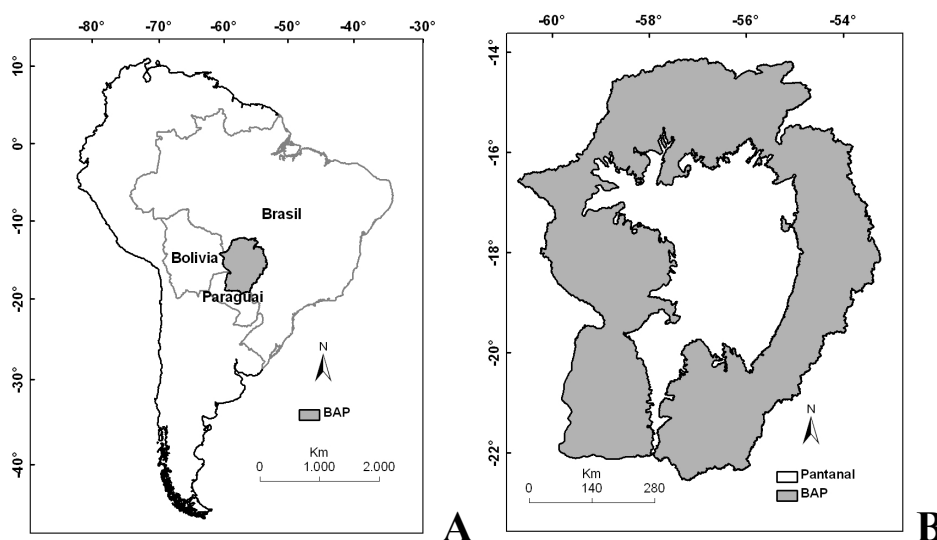 -80° -70° -60° -50° -40° -30°
10°
0°
-10°
-20°
-30°
-40°
Brasil
Bolivia
Paraguai
N
BAP
Km
0 1.000 2.000
A
-60° -58° -56° -54°
-14°
-16°
-18°
-20°
-22°
N
Pantanal
BAP
Km
0 140 280
B